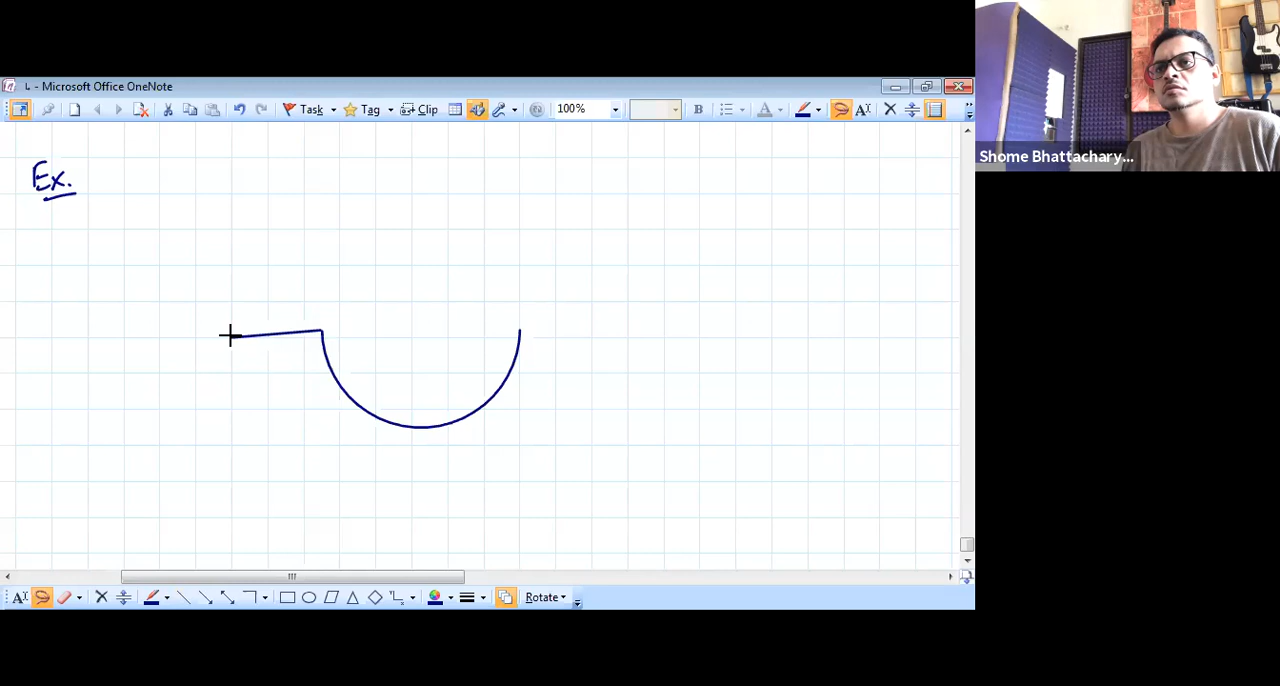 Ⴑ - Microsoft Office OneNote
Task Tag Clip 100% B A A
Ex.
Shome Bhattachary...
A Rotate